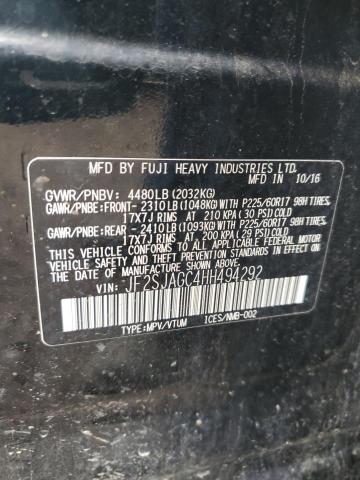 MFD BY FUJI HEAVY INDUSTRIES LTD.
MFD IN 10/16
GVWR/PNBV: 4480LB(2032KG)
GAWR/PNBE:FRONT- 2310LB(1048KG)WITH P225/60R17 98H TIRES
17X7J RIMS AT 210 KPA(30 PSI)COLD
GAWR/PNBE:REAR - 2410LB(1093KG)WITH P225/60R17 98H TIRES
17X7J RIMS AT 200 KPA(29 PSI)COLD
THIS VEHICLE CONFORMS TO ALL APPLICABLE
FEDERAL MOTOR VEHICLE SAFETY, BUMPER, AND
THEFT PREVENTION STANDARDS IN EFFECT ON THE
DATE OF MANUFACTURE SHOWN ABOVE.
VIN: JF2SJAGC4HH494292
TYPE:MPV/VTUM ICES/NMB-002